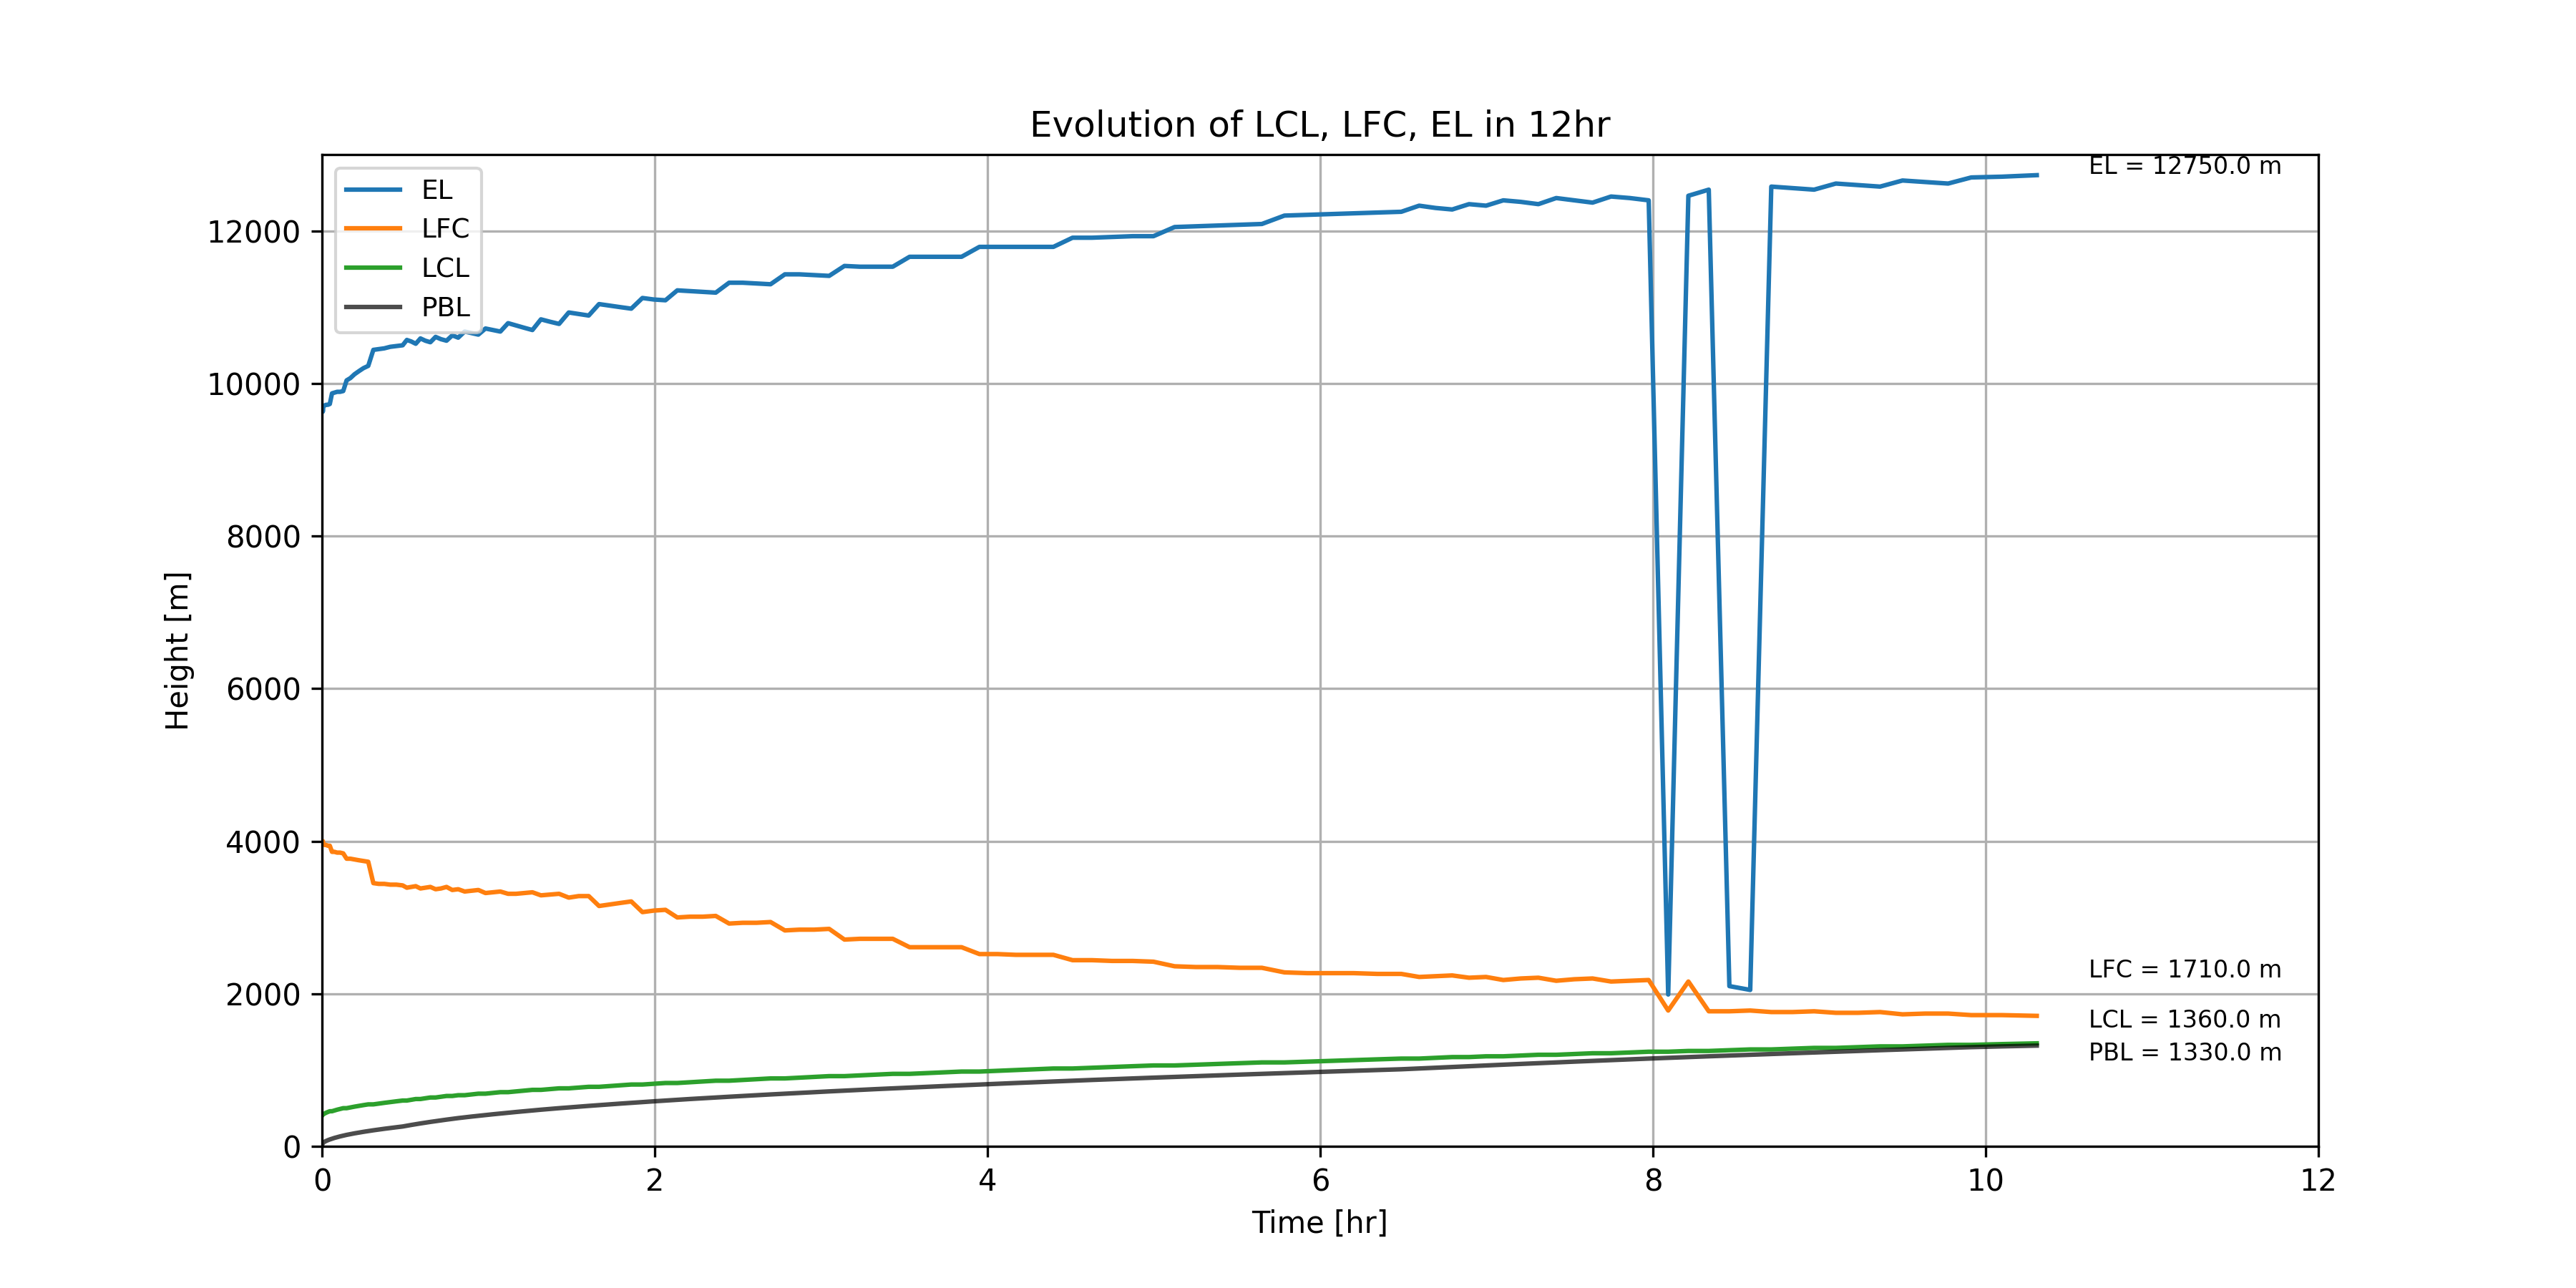 Evolution of LCL, LFC, EL in 12hr
EL
LFC
LCL
PBL
EL = 12750.0 m
LFC = 1710.0 m
LCL = 1360.0 m
PBL = 1330.0 m
12000
10000
8000
6000
4000
2000
0
Height [m]
0 2 4 6 8 10 12
Time [hr]